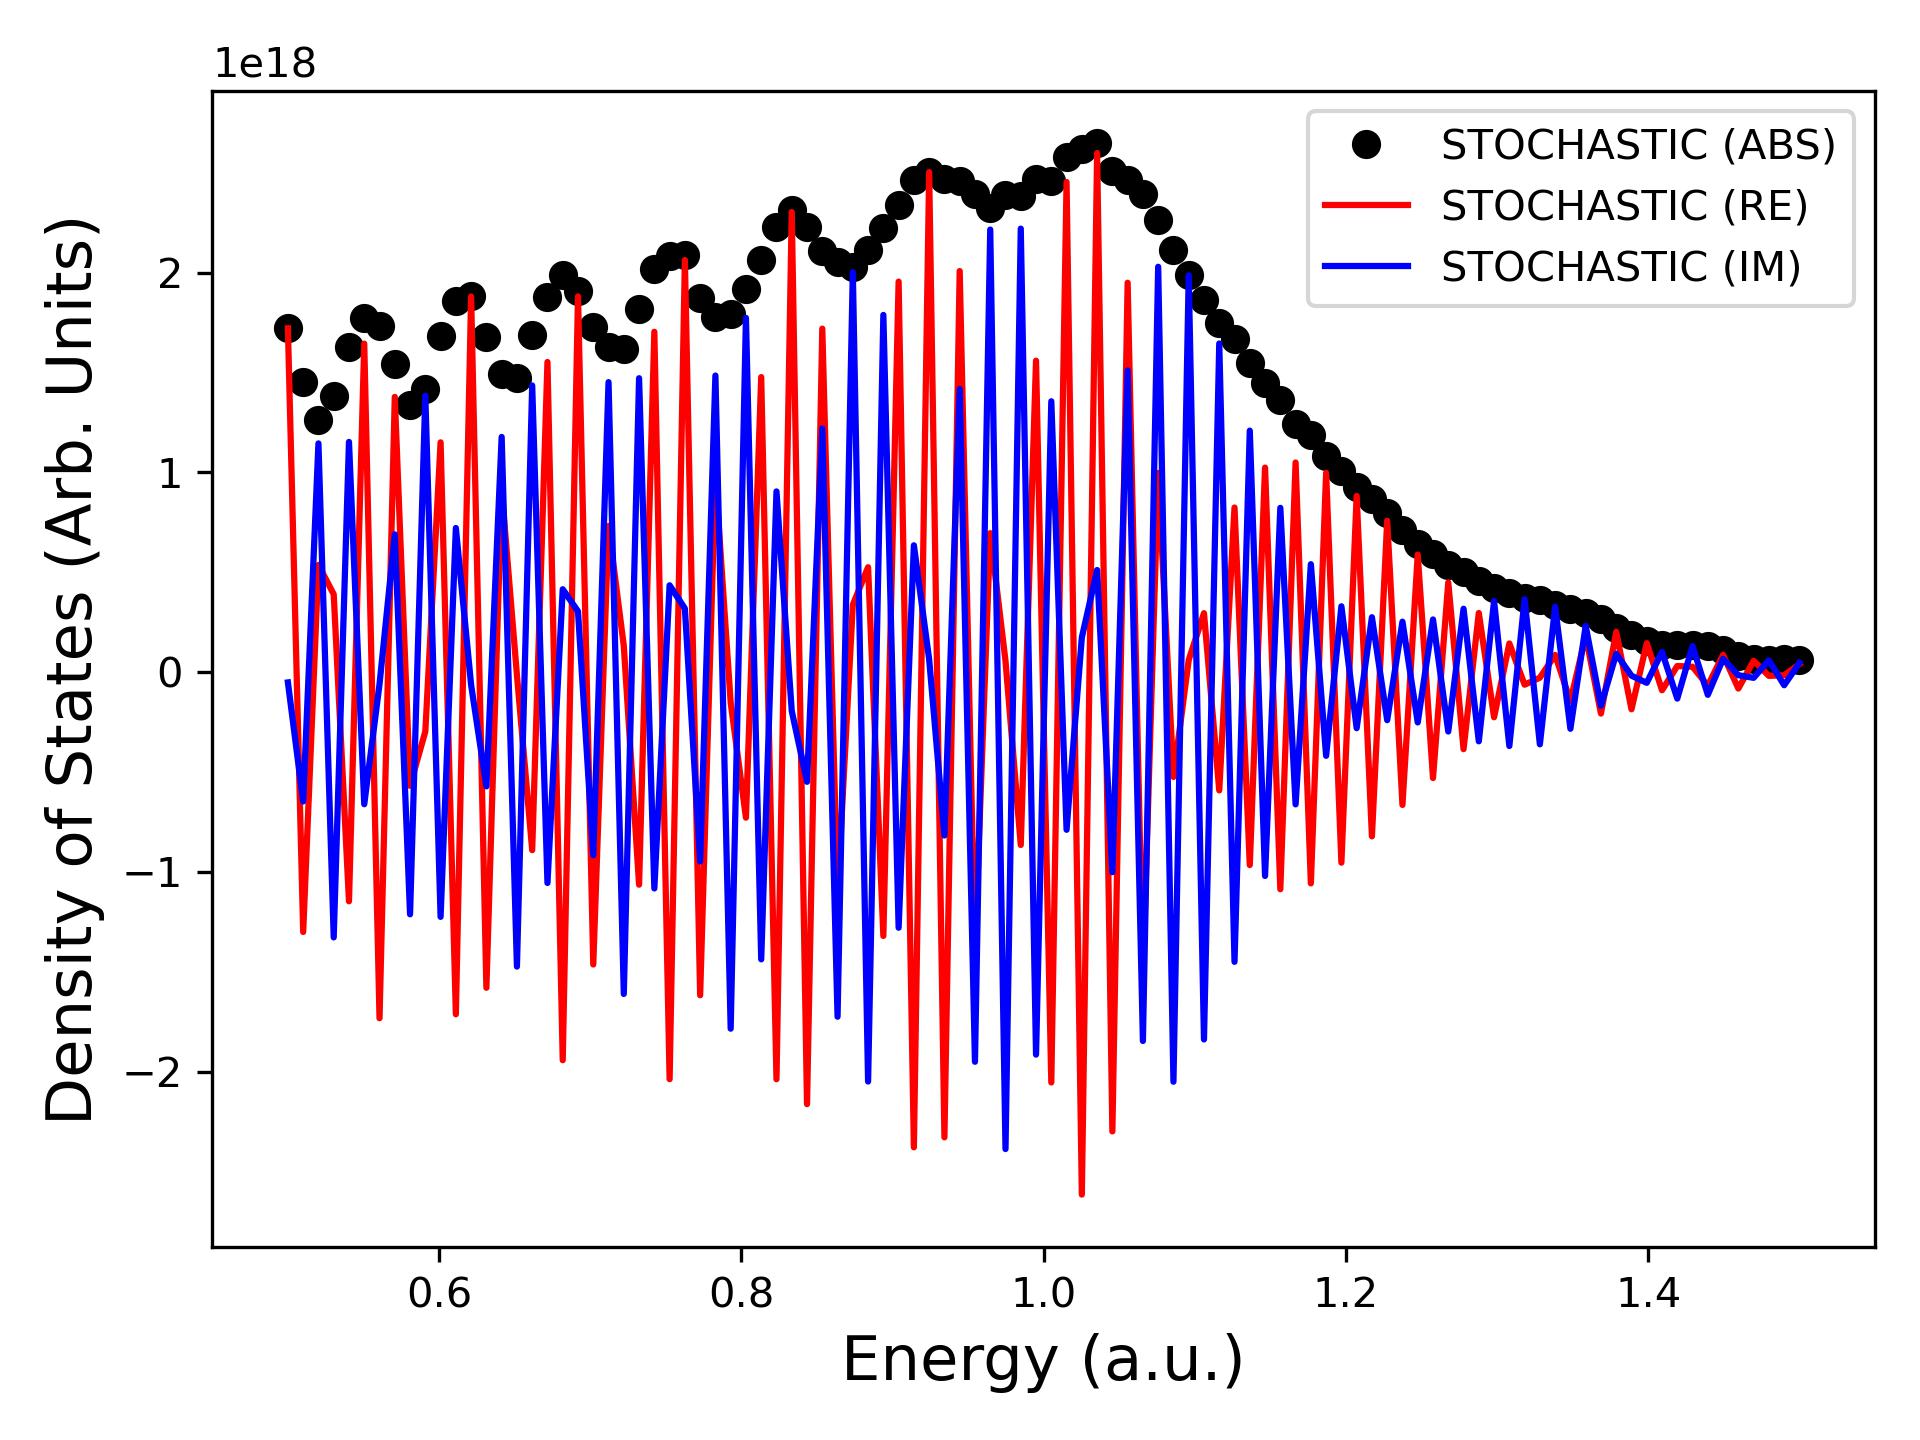 1e18
STOCHASTIC (ABS)
STOCHASTIC (RE)
STOCHASTIC (IM)
Density of States (Arb. Units)
2
1
0
−1
−2
0.6 0.8 1.0 1.2 1.4
Energy (a.u.)